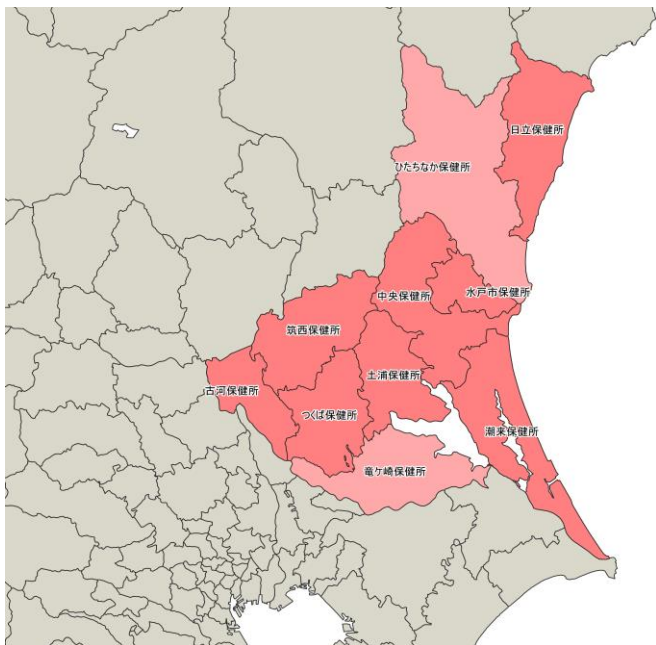 日立保健所
ひたちなか保健所
中央保健所
水戸市保健所
筑西保健所
土浦保健所
古河保健所
つくば保健所
潮来保健所
竜ケ崎保健所